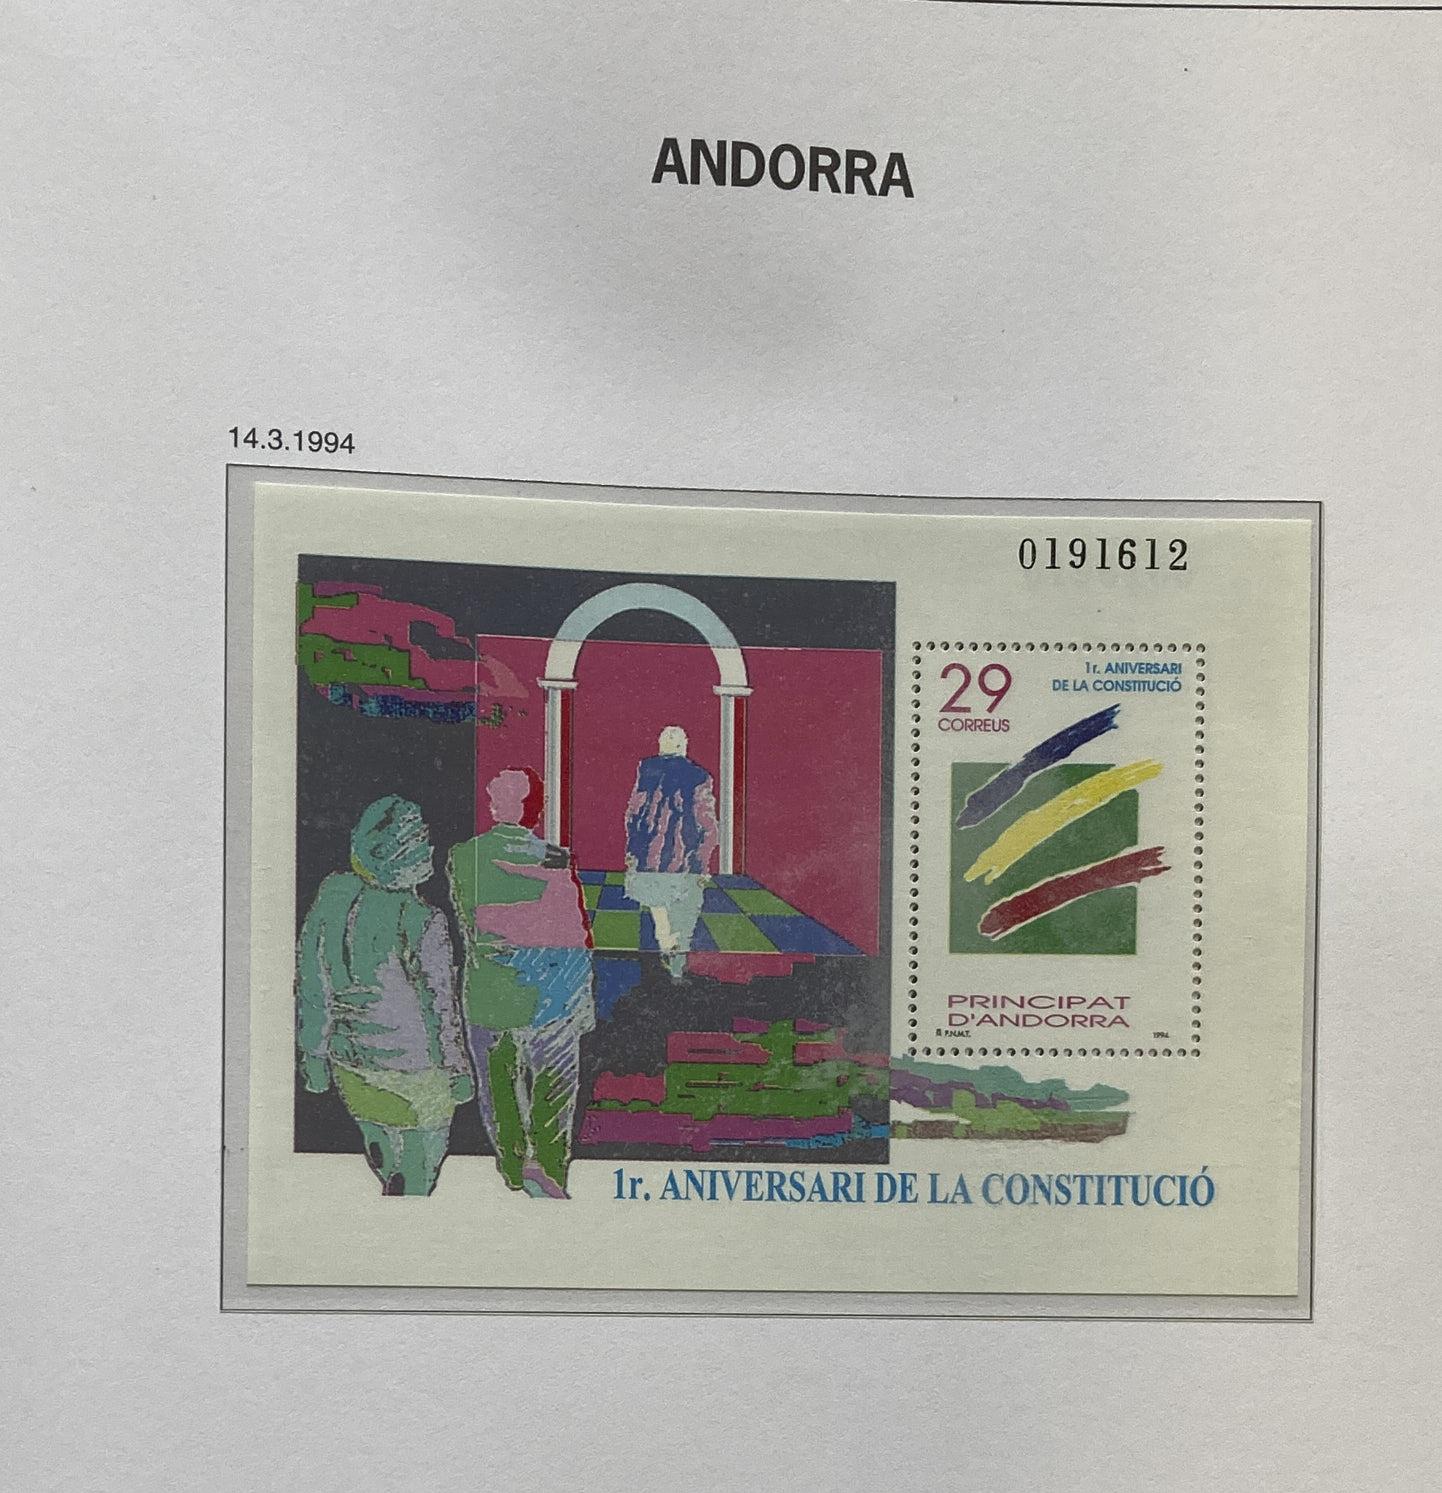 ANDORRA
14.3.1994
0191612
29
CORREUS
1r. ANIVERSARI
DE LA CONSTITUCIÓ
PRINCIPAT
D'ANDORRA
F.N.M.T.
1994
1r. ANIVERSARI DE LA CONSTITUCIÓ